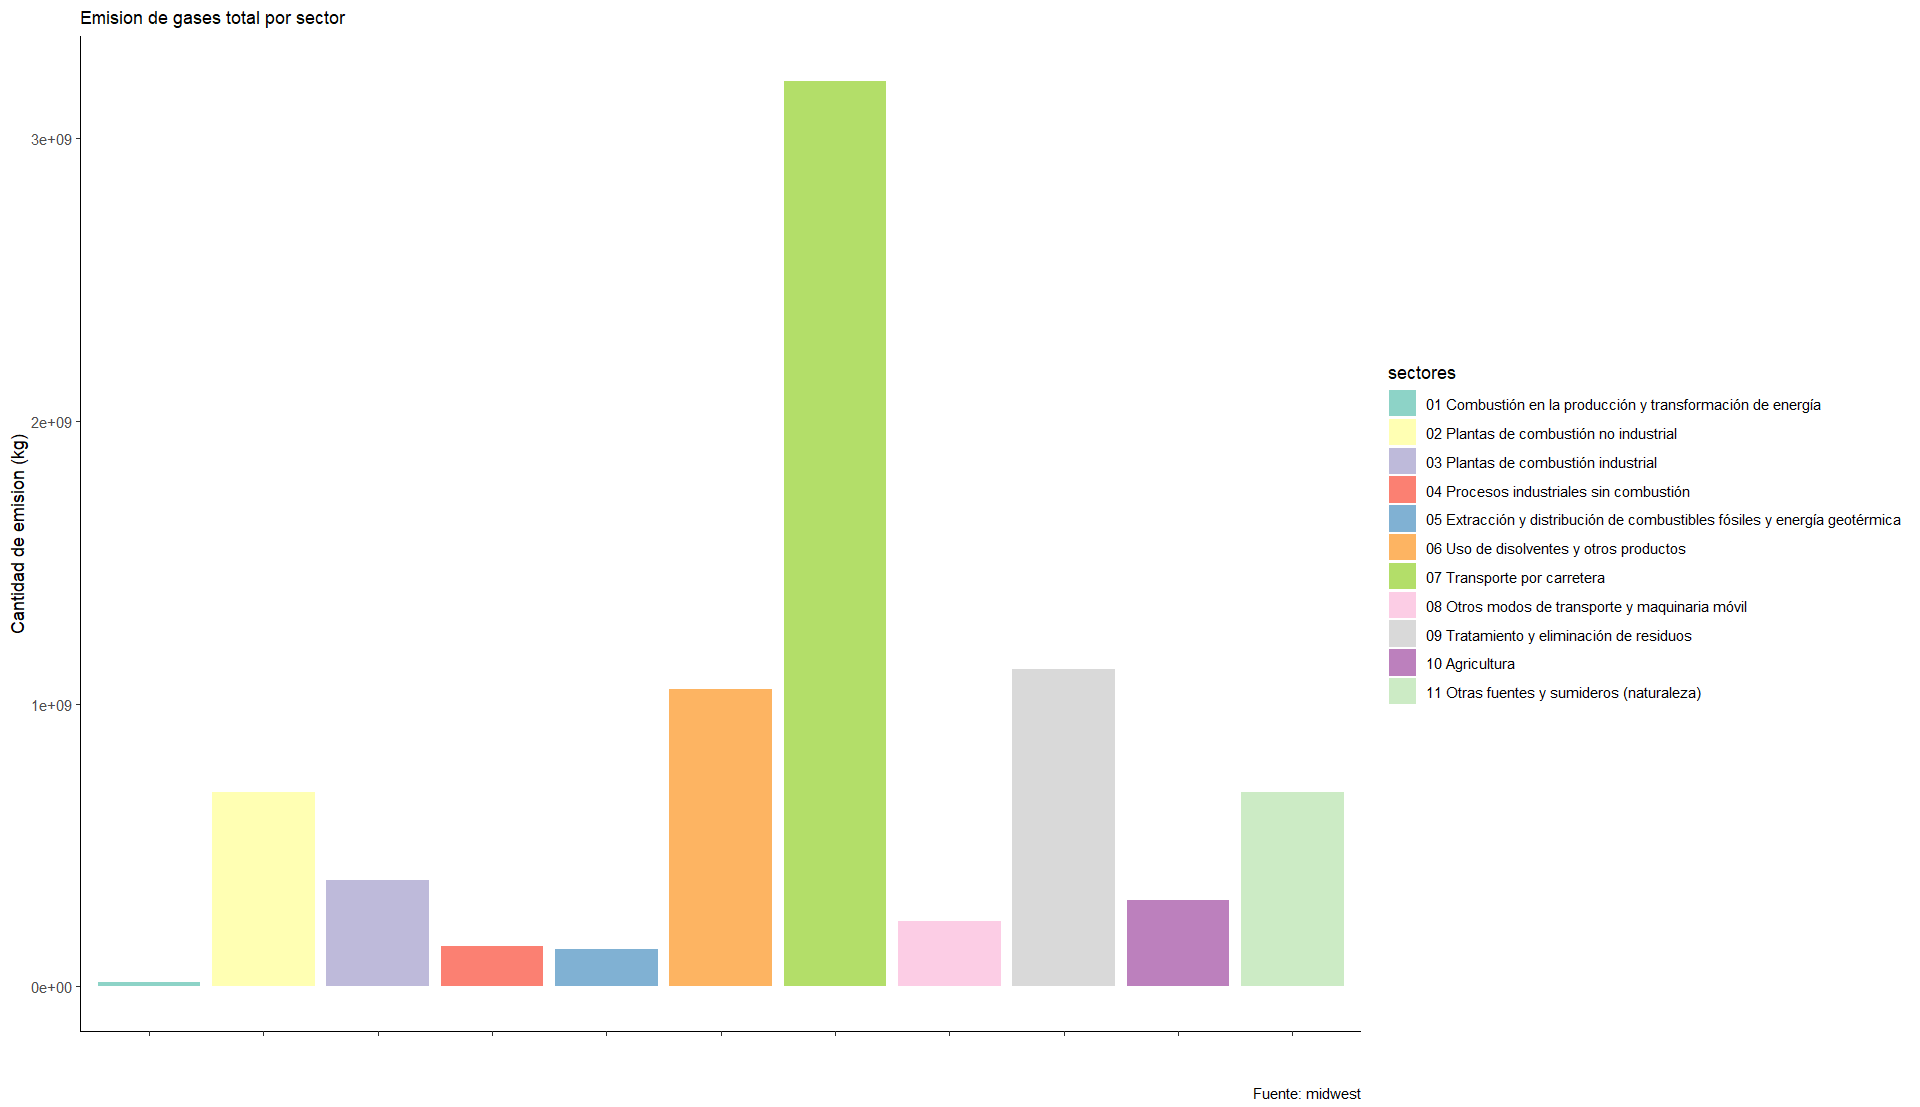 Emision de gases total por sector
Cantidad de emision (kg)
3e+09
2e+09
1e+09
0e+00
sectores
01 Combustión en la producción y transformación de energía
02 Plantas de combustión no industrial
03 Plantas de combustión industrial
04 Procesos industriales sin combustión
05 Extracción y distribución de combustibles fósiles y energía geotérmica
06 Uso de disolventes y otros productos
07 Transporte por carretera
08 Otros modos de transporte y maquinaria móvil
09 Tratamiento y eliminación de residuos
10 Agricultura
11 Otras fuentes y sumideros (naturaleza)
Fuente: midwest